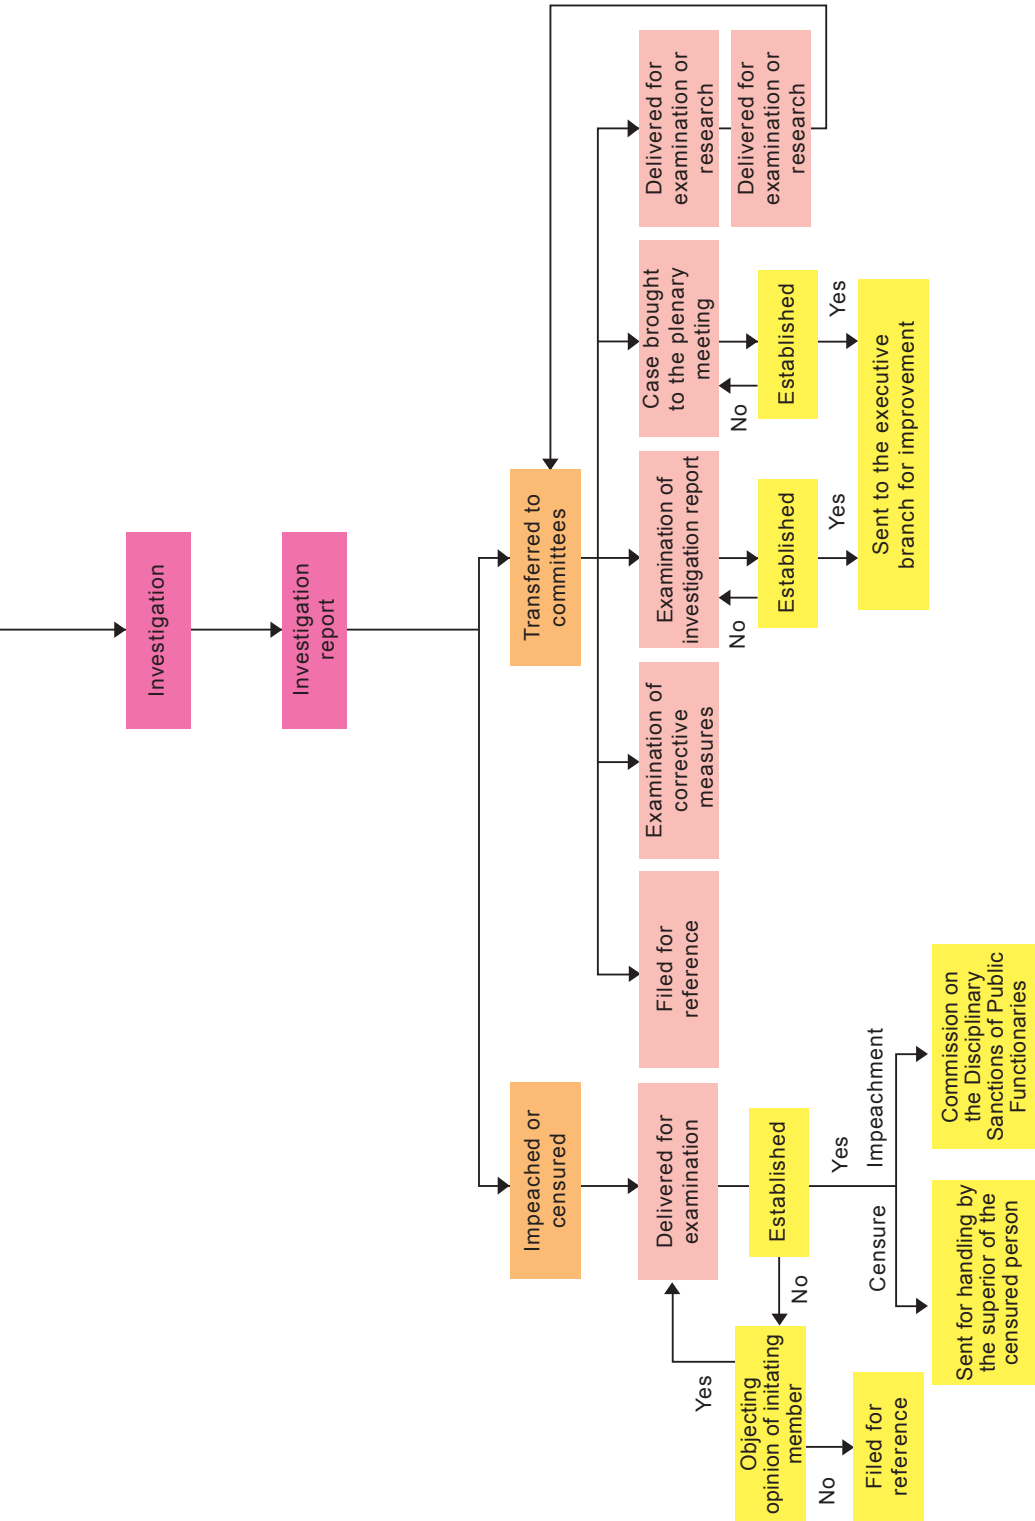 Investigation
Investigation
report
Impeached or
censured
Transferred to
committees
Delivered for
examination
Filed for
reference
Examination of
corrective
measures
Examination of
investigation report
Case brought
to the plenary
meeting
Delivered for
examination or
research
Delivered for
examination or
research
Yes
Objecting
opinion of initating
member
No
Established
No
Established
No
Established
No
Filed for
reference
Censure
Yes
Impeachment
Yes
Yes
Sent to the executive
branch for improvement
Sent for handling by
the superior of the
censured person
Commission on
the Disciplinary
Sanctions of Public
Functionaries